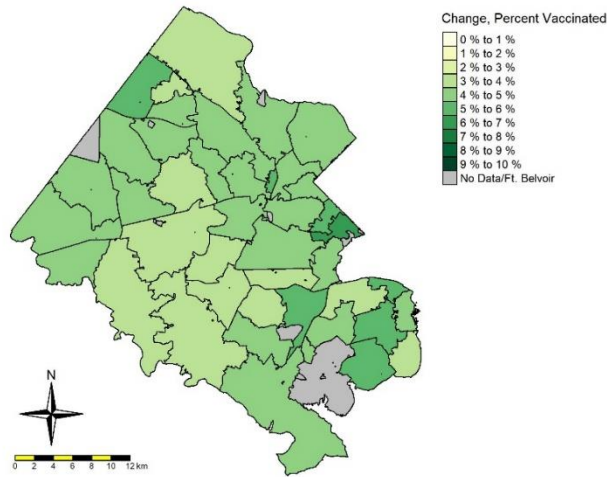 Change, Percent Vaccinated
0 % to 1 %
1 % to 2 %
2 % to 3 %
3 % to 4 %
4 % to 5 %
5 % to 6 %
6 % to 7 %
7 % to 8 %
8 % to 9 %
9 % to 10 %
No Data/Ft. Belvoir
N
0 2 4 6 8 10 12 km